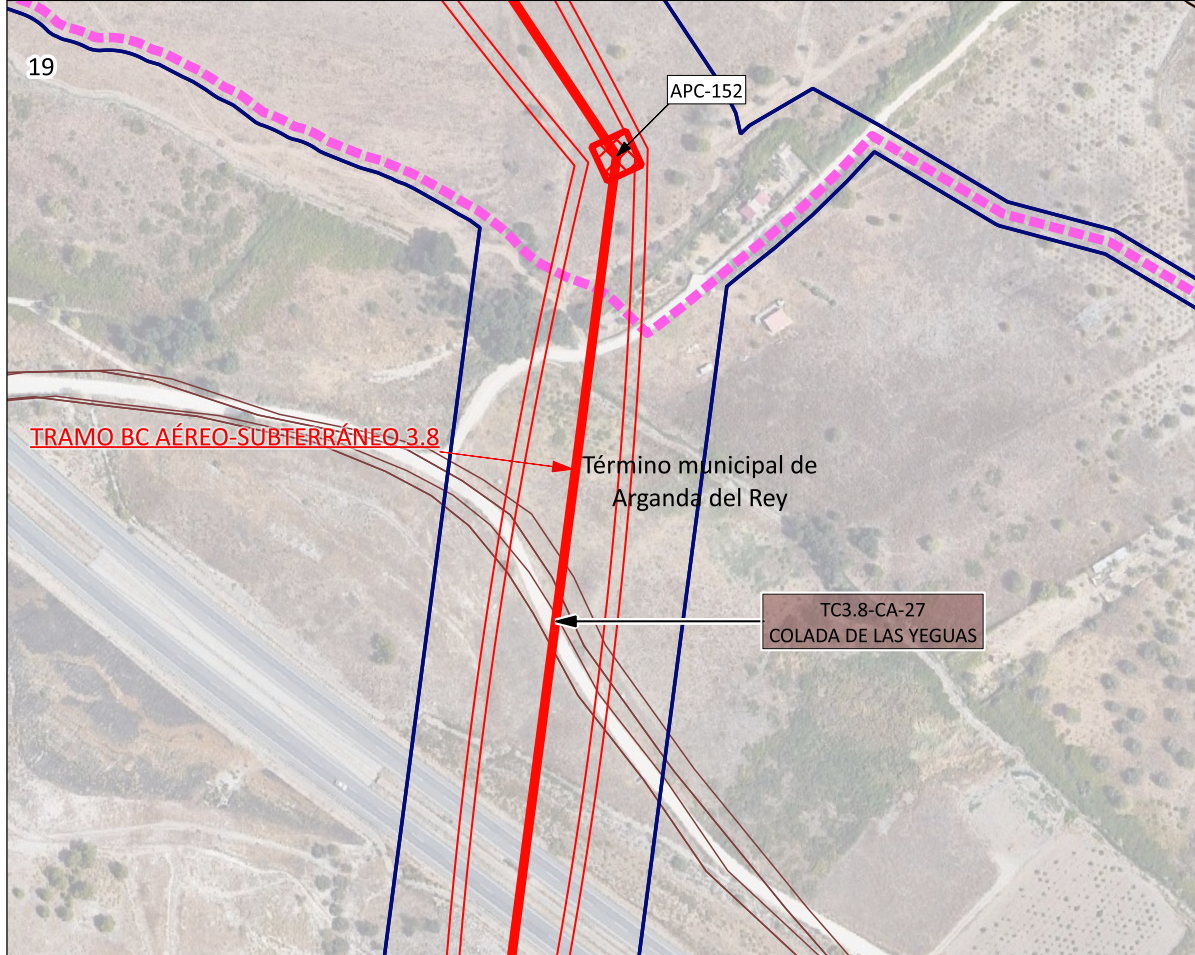 19
APC-152
TRAMO BC AÉREO-SUBTERRÁNEO 3.8
Término municipal de
Arganda del Rey
TC3.8-CA-27
COLADA DE LAS YEGUAS